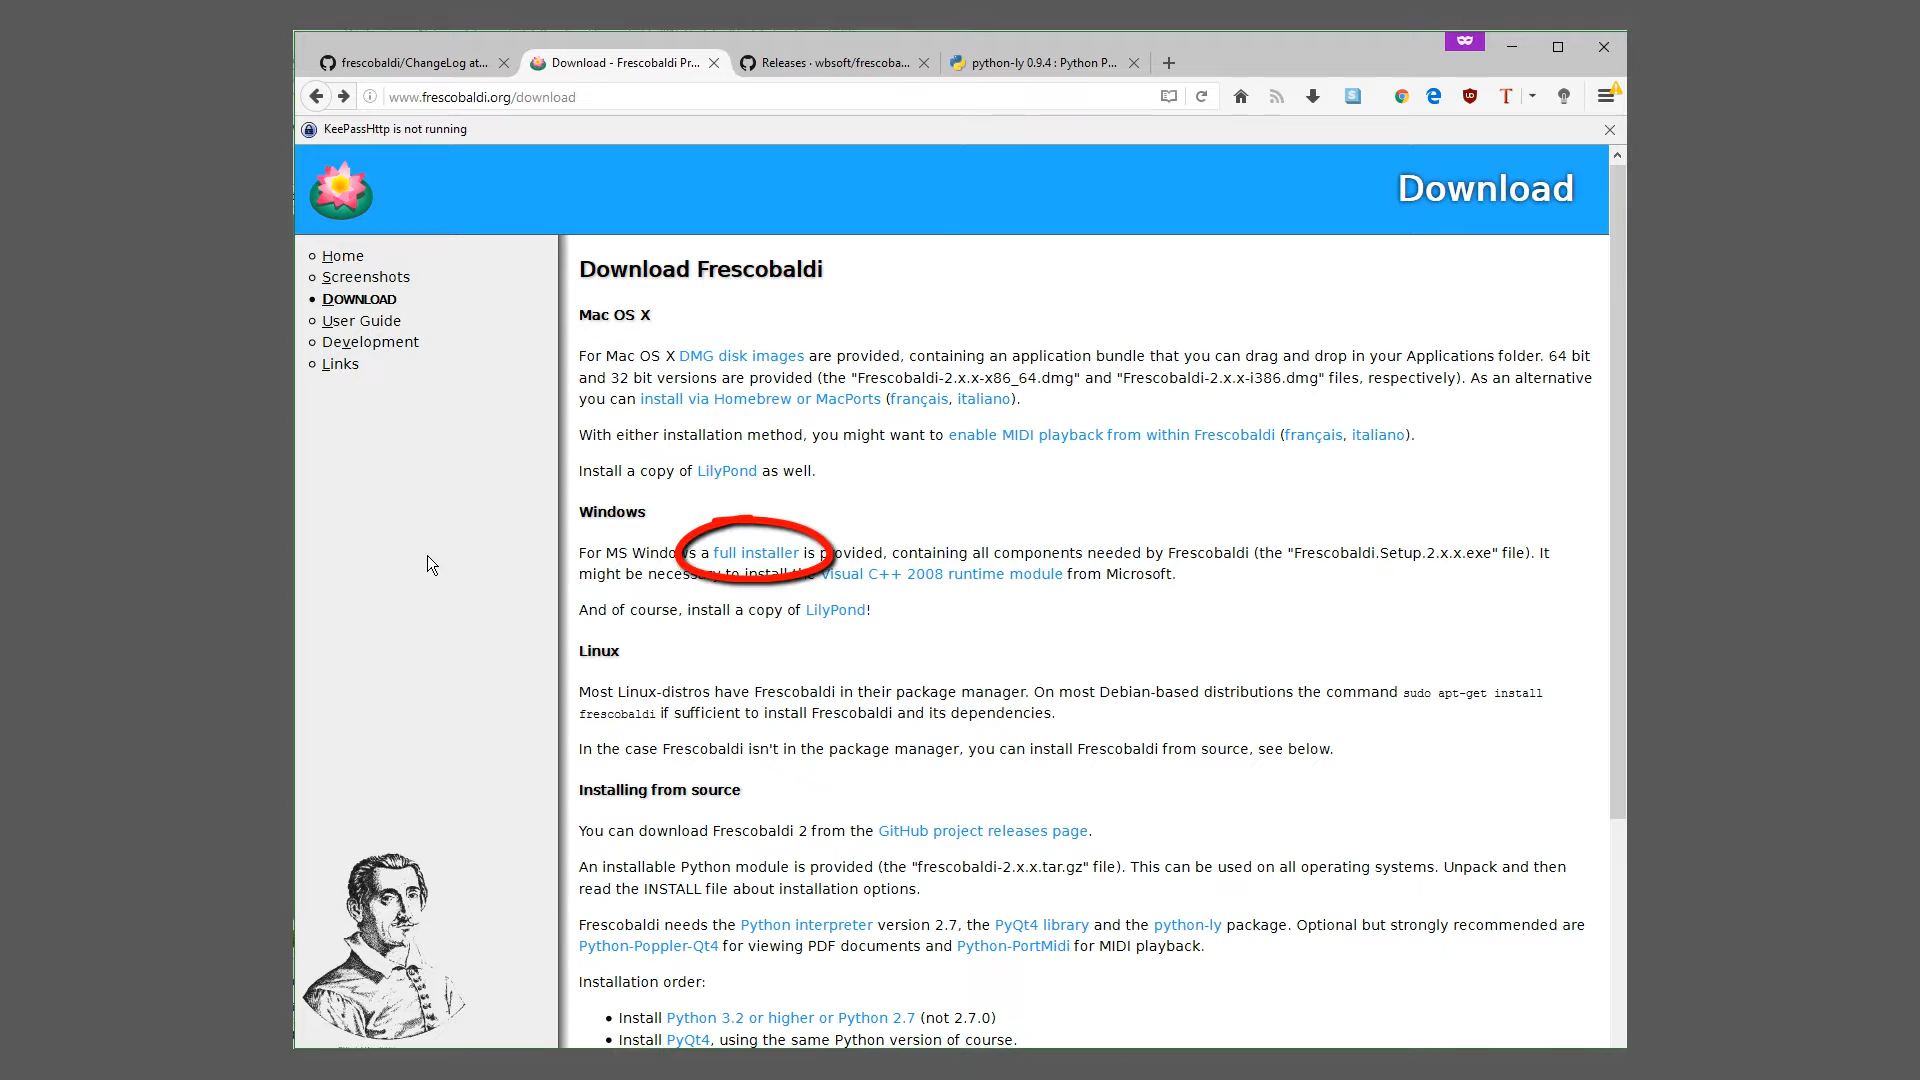 frescobaldi/ChangeLog at...
Download - Frescobaldi Pr...
Releases · wbsoft/frescoba...
python-ly 0.9.4 : Python P...
www.frescobaldi.org/download
KeePassHttp is not running
Download
Home
Screenshots
DOWNLOAD
User Guide
Development
Links
Download Frescobaldi
Mac OS X
For Mac OS X DMG disk images are provided, containing an application bundle that you can drag and drop in your Applications folder. 64 bit
and 32 bit versions are provided (the "Frescobaldi-2.x.x-x86_64.dmg" and "Frescobaldi-2.x.x-i386.dmg" files, respectively). As an alternative
you can install via Homebrew or MacPorts (français, italiano).
With either installation method, you might want to enable MIDI playback from within Frescobaldi (français, italiano).
Install a copy of LilyPond as well.
Windows
For MS Windows a full installer is provided, containing all components needed by Frescobaldi (the "Frescobaldi.Setup.2.x.x.exe" file). It
might be necessary to install the Visual C++ 2008 runtime module from Microsoft.
And of course, install a copy of LilyPond!
Linux
Most Linux-distros have Frescobaldi in their package manager. On most Debian-based distributions the command sudo apt-get install
frescobaldi if sufficient to install Frescobaldi and its dependencies.
In the case Frescobaldi isn't in the package manager, you can install Frescobaldi from source, see below.
Installing from source
You can download Frescobaldi 2 from the GitHub project releases page.
An installable Python module is provided (the "frescobaldi-2.x.x.tar.gz" file). This can be used on all operating systems. Unpack and then
read the INSTALL file about installation options.
Frescobaldi needs the Python interpreter version 2.7, the PyQt4 library and the python-ly package. Optional but strongly recommended are
Python-Poppler-Qt4 for viewing PDF documents and Python-PortMidi for MIDI playback.
Installation order:
Install Python 3.2 or higher or Python 2.7 (not 2.7.0)
Install PyQt4, using the same Python version of course.